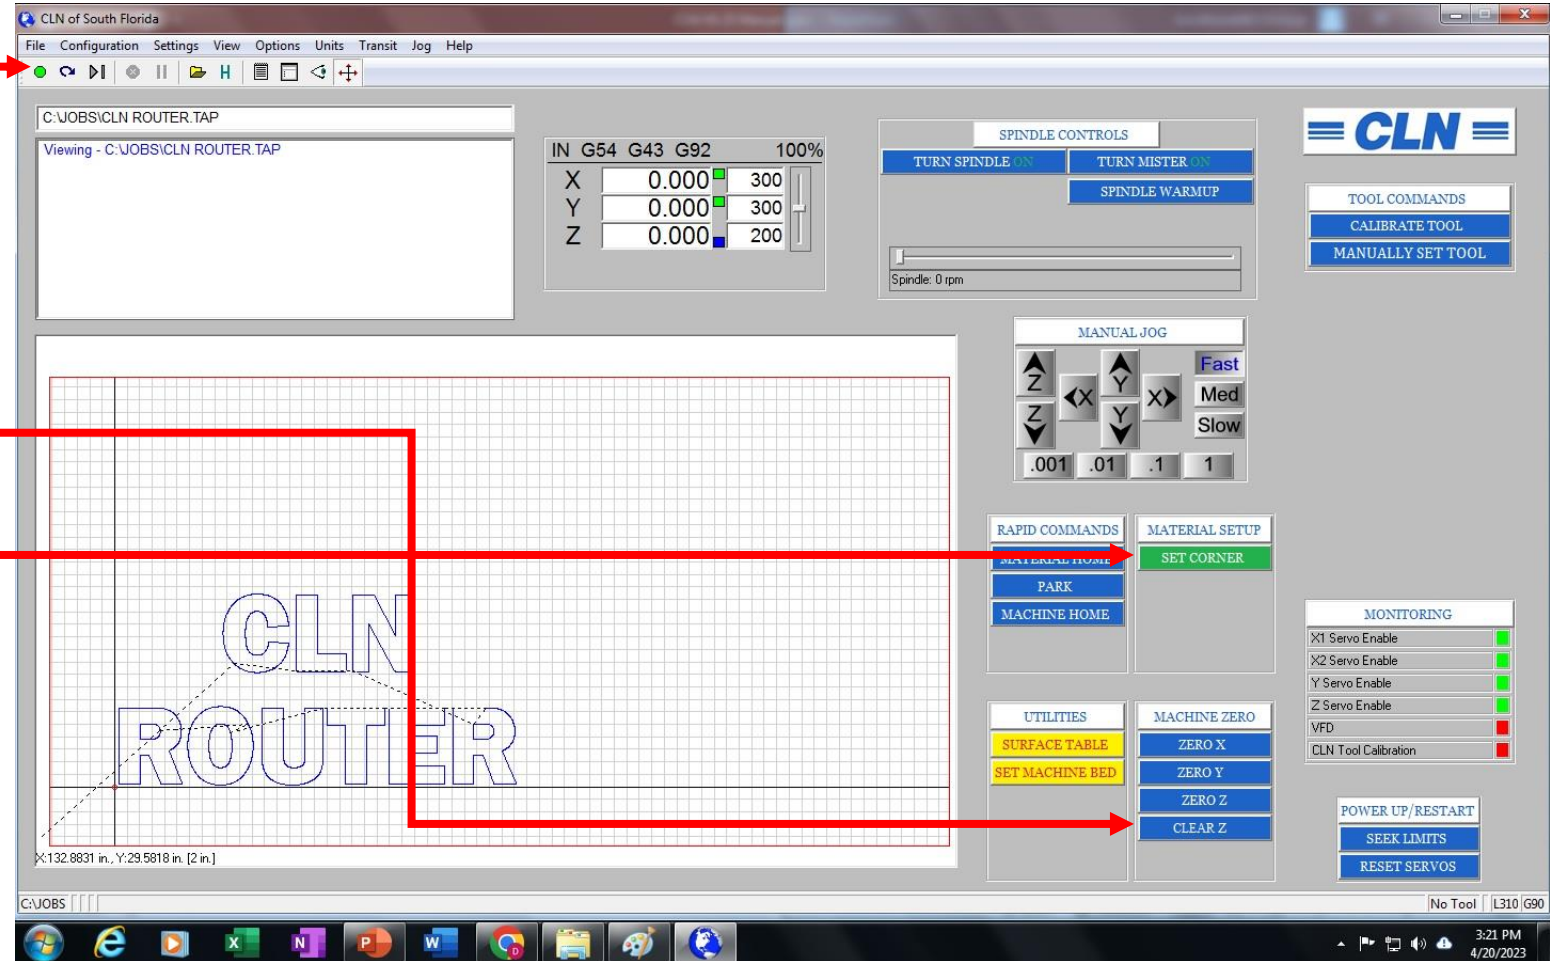 CLN of South Florida
File Configuration Settings View Options Units Transit Jog Help
H
C:\JOBS\CLN ROUTER.TAP
Viewing - C:\JOBS\CLN ROUTER.TAP
IN G54 G43 G92 100%
X 0.000 300
Y 0.000 300
Z 0.000 200
SPINDLE CONTROLS
TURN SPINDLE ON TURN MISTER ON
SPINDLE WARMUP
Spindle: 0 rpm
CLN
TOOL COMMANDS
CALIBRATE TOOL
MANUALLY SET TOOL
MANUAL JOG
Z Y Fast
X X Med
Z Y Slow
.001 .01 .1 1
RAPID COMMANDS
MATERIAL HOME
PARK
MACHINE HOME
MATERIAL SETUP
SET CORNER
CLN
ROUTER
X:132.8831 in., Y:29.5818 in. [2 in.]
UTILITIES
SURFACE TABLE
SET MACHINE BED
MACHINE ZERO
ZERO X
ZERO Y
ZERO Z
CLEAR Z
MONITORING
X1 Servo Enable
X2 Servo Enable
Y Servo Enable
Z Servo Enable
VFD
CLN Tool Calibration
POWER UP/RESTART
SEEK LIMITS
RESET SERVOS
C:\JOBS No Tool L310 G90
3:21 PM
4/20/2023